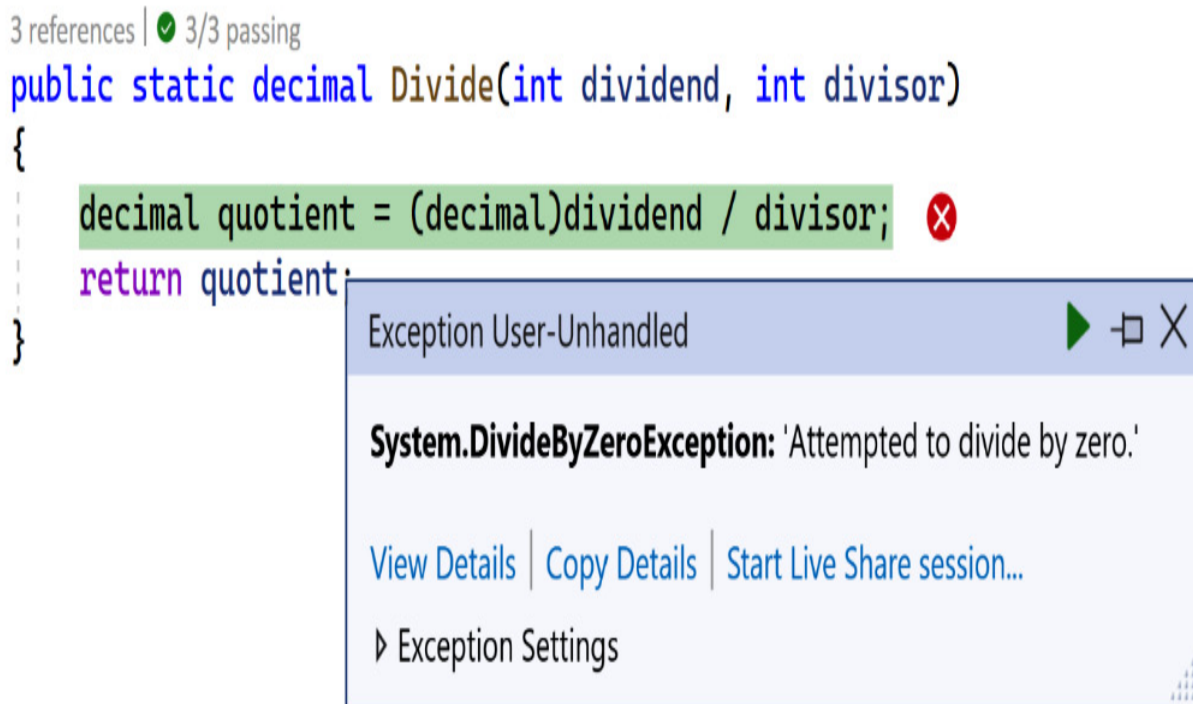 3 references | 3/3 passing
public static decimal Divide(int dividend, int divisor)
{
decimal quotient = (decimal)dividend / divisor;
return quotient;
}
Exception User-Unhandled
System.DivideByZeroException: 'Attempted to divide by zero.'
View Details | Copy Details | Start Live Share session...
Exception Settings